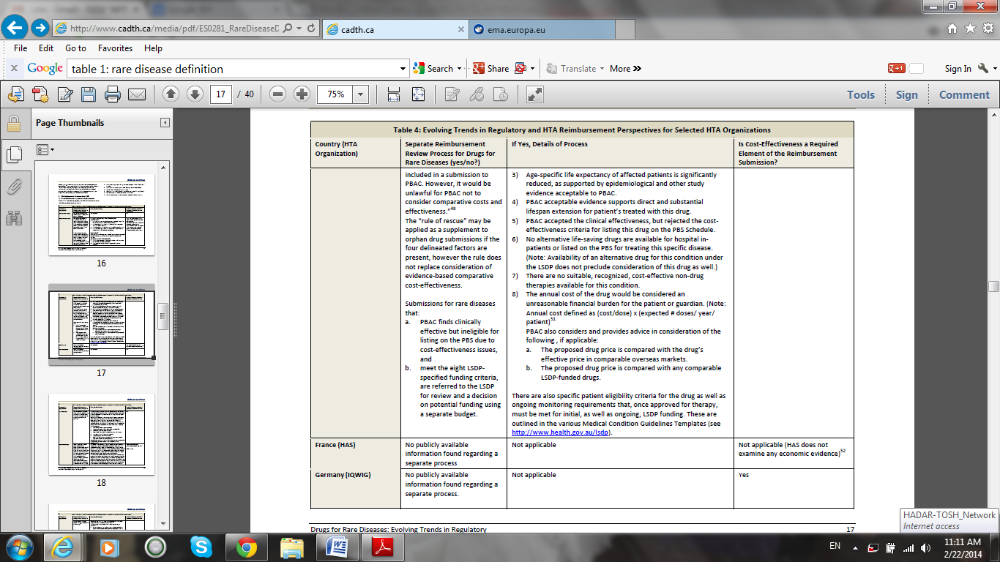 http://www.cadth.ca/media/pdf/ES0281_RareDiseaseD
cadth.ca
ema.europa.eu
File Edit Go to Favorites Help
x Google table 1: rare disease definition Search Share Translate More >> +1 Sign In
17 / 40 75% Tools Sign Comment
Page Thumbnails
16
17
18
Table 4: Evolving Trends in Regulatory and HTA Reimbursement Perspectives for Selected HTA Organizations
Country (HTA
Organization)
Separate Reimbursement
Review Process for Drugs for
Rare Diseases (yes/no?)
If Yes, Details of Process
Is Cost-Effectiveness a Required
Element of the Reimbursement
Submission?
included in a submission to
PBAC. However, it would be
unlawful for PBAC not to
consider comparative costs and
effectiveness."48
The "rule of rescue" may be
applied as a supplement to
orphan drug submissions if the
four delineated factors are
present, however the rule does
not replace consideration of
evidence-based comparative
cost-effectiveness.
Submissions for rare diseases
that:
a. PBAC finds clinically
effective but ineligible for
listing on the PBS due to
cost-effectiveness issues,
and
b. meet the eight LSDP-
specified funding criteria,
are referred to the LSDP
for review and a decision
on potential funding using
a separate budget.
3) Age-specific life expectancy of affected patients is significantly
reduced, as supported by epidemiological and other study
evidence acceptable to PBAC.
4) PBAC acceptable evidence supports direct and substantial
lifespan extension for patient's treated with this drug.
5) PBAC accepted the clinical effectiveness, but rejected the cost-
effectiveness criteria for listing this drug on the PBS Schedule.
6) No alternative life-saving drugs are available for hospital in-
patients or listed on the PBS for treating this specific disease.
(Note: Availability of an alternative drug for this condition under
the LSDP does not preclude consideration of this drug as well.)
7) There are no suitable, recognized, cost-effective non-drug
therapies available for this condition.
8) The annual cost of the drug would be considered an
unreasonable financial burden for the patient or guardian. (Note:
Annual cost defined as (cost/dose) x (expected # doses/ year/
patient)51
PBAC also considers and provides advice in consideration of the
following , if applicable:
a. The proposed drug price is compared with the drug's
effective price in comparable overseas markets.
b. The proposed drug price is compared with any comparable
LSDP-funded drugs.
There are also specific patient eligibility criteria for the drug as well as
ongoing monitoring requirements that, once approved for therapy,
must be met for initial, as well as ongoing, LSDP funding. These are
outlined in the various Medical Condition Guidelines Templates (see
http://www.health.gov.au/lsdp).
France (HAS)
No publicly available
information found regarding a
separate process
Not applicable
Not applicable (HAS does not
examine any economic evidence)52
Germany (IQWIG)
No publicly available
information found regarding a
separate process.
Not applicable
Yes
Drugs for Rare Diseases: Evolving Trends in Regulatory
17
HADAR-TOSH_Network
Internet access
EN
11:11 AM
2/22/2014